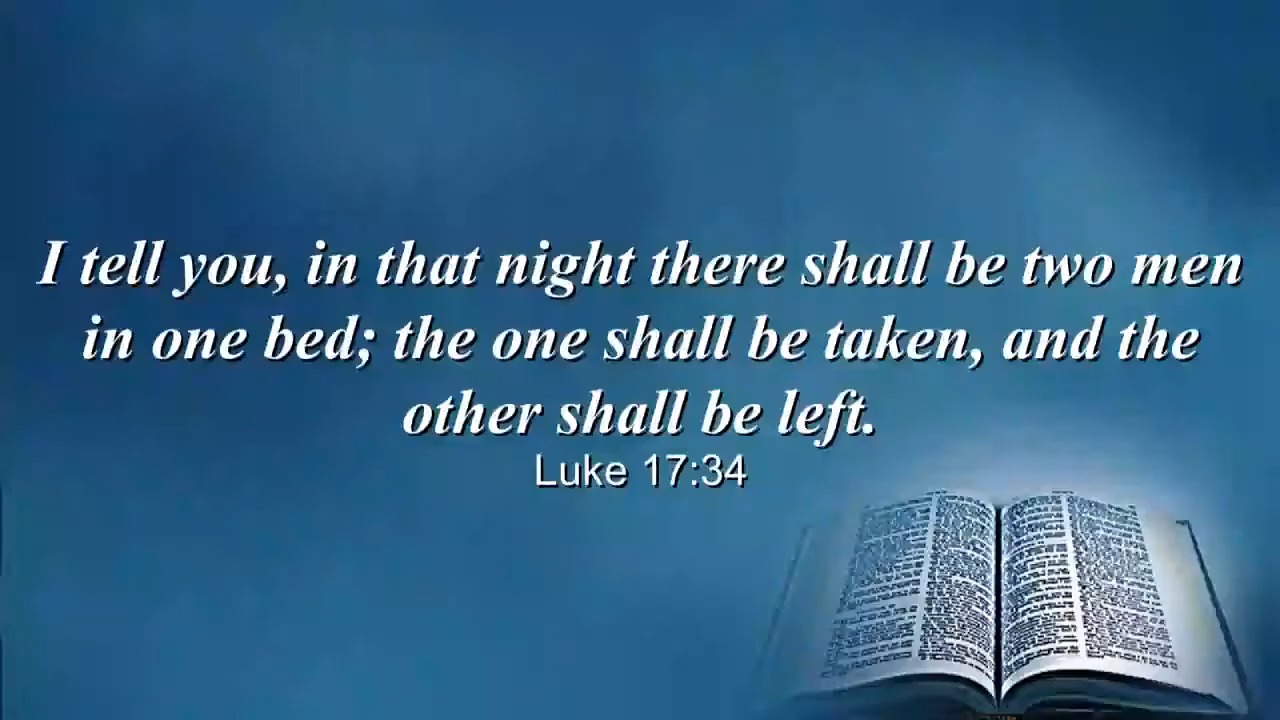 I tell you, in that night there shall be two men
in one bed; the one shall be taken, and the
other shall be left.
Luke 17:34